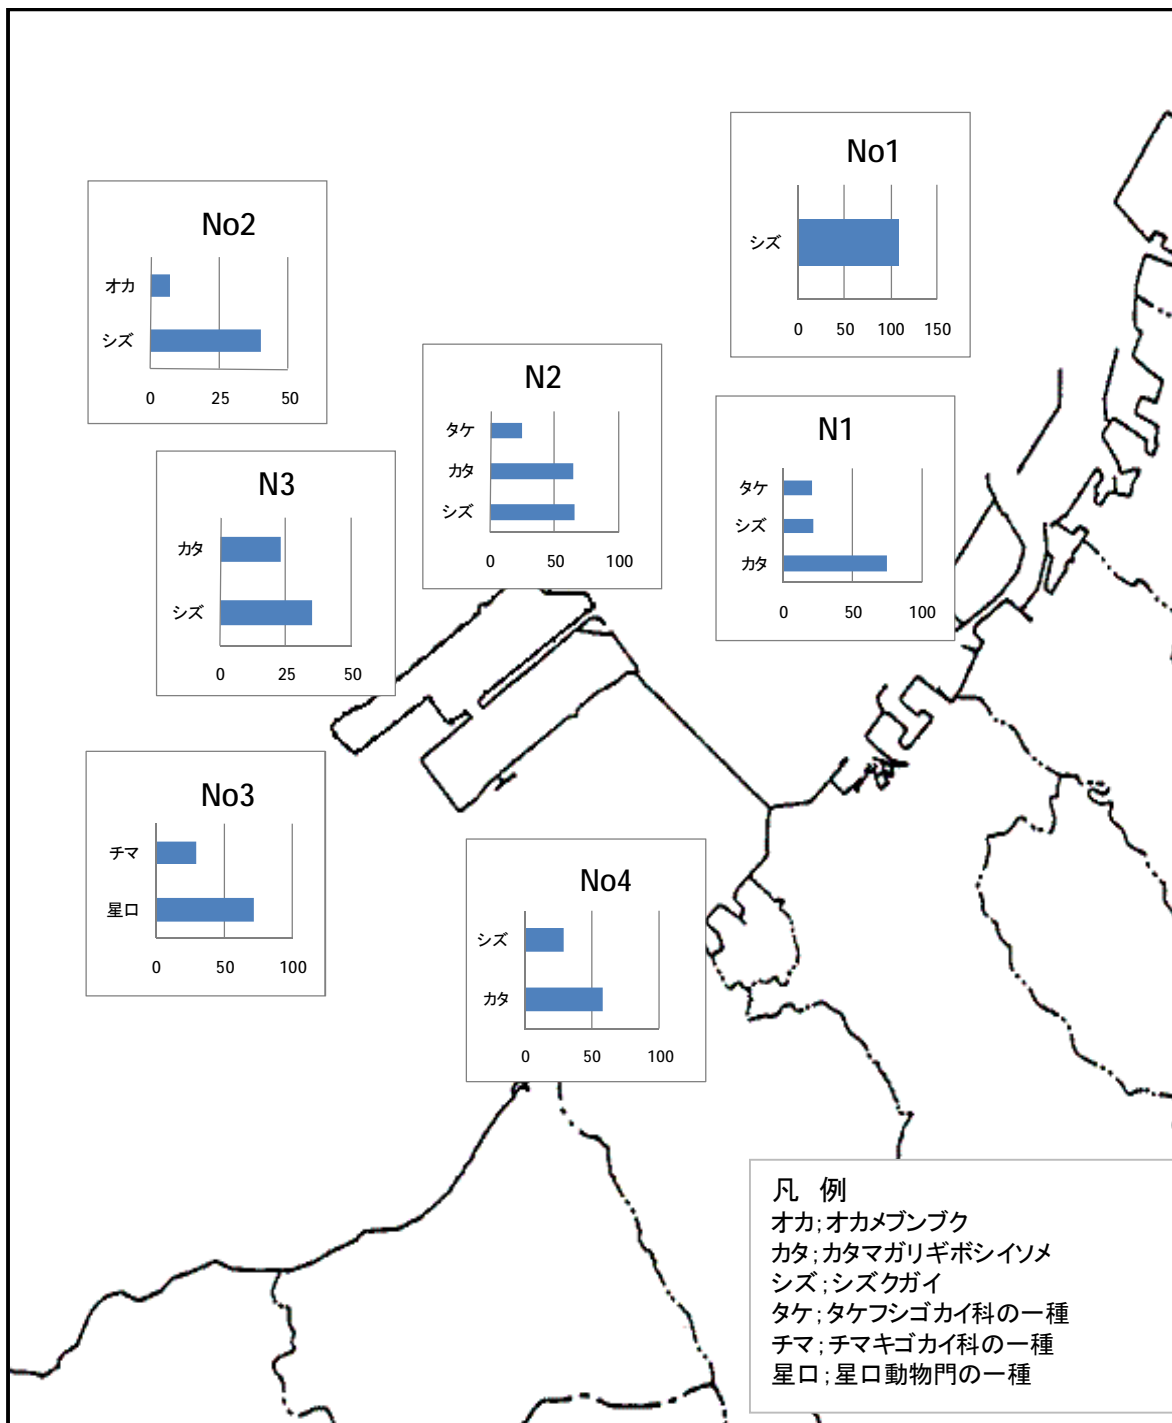 No1
シズ
0 50 100 150
No2
オカ
シズ
0 25 50
N2
タケ
カタ
シズ
0 50 100
N1
タケ
シズ
カタ
0 50 100
N3
カタ
シズ
0 25 50
No3
チマ
星口
0 50 100
No4
シズ
カタ
0 50 100
凡 例
オカ;オカメブンブク
カタ;カタマガリギボシイソメ
シズ;シズクガイ
タケ;タケフシゴカイ科の一種
チマ;チマキゴカイ科の一種
星口;星口動物門の一種